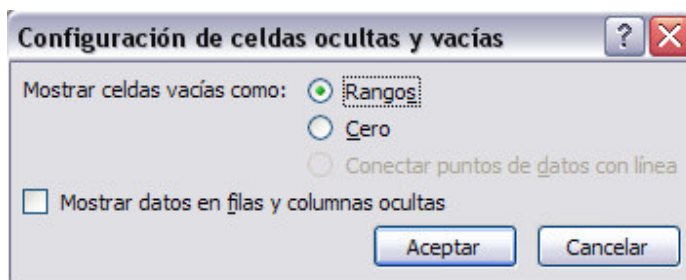 Configuración de celdas ocultas y vacías
Mostrar celdas vacías como: Rangos
Cero
Conectar puntos de datos con línea
Mostrar datos en filas y columnas ocultas
Aceptar Cancelar